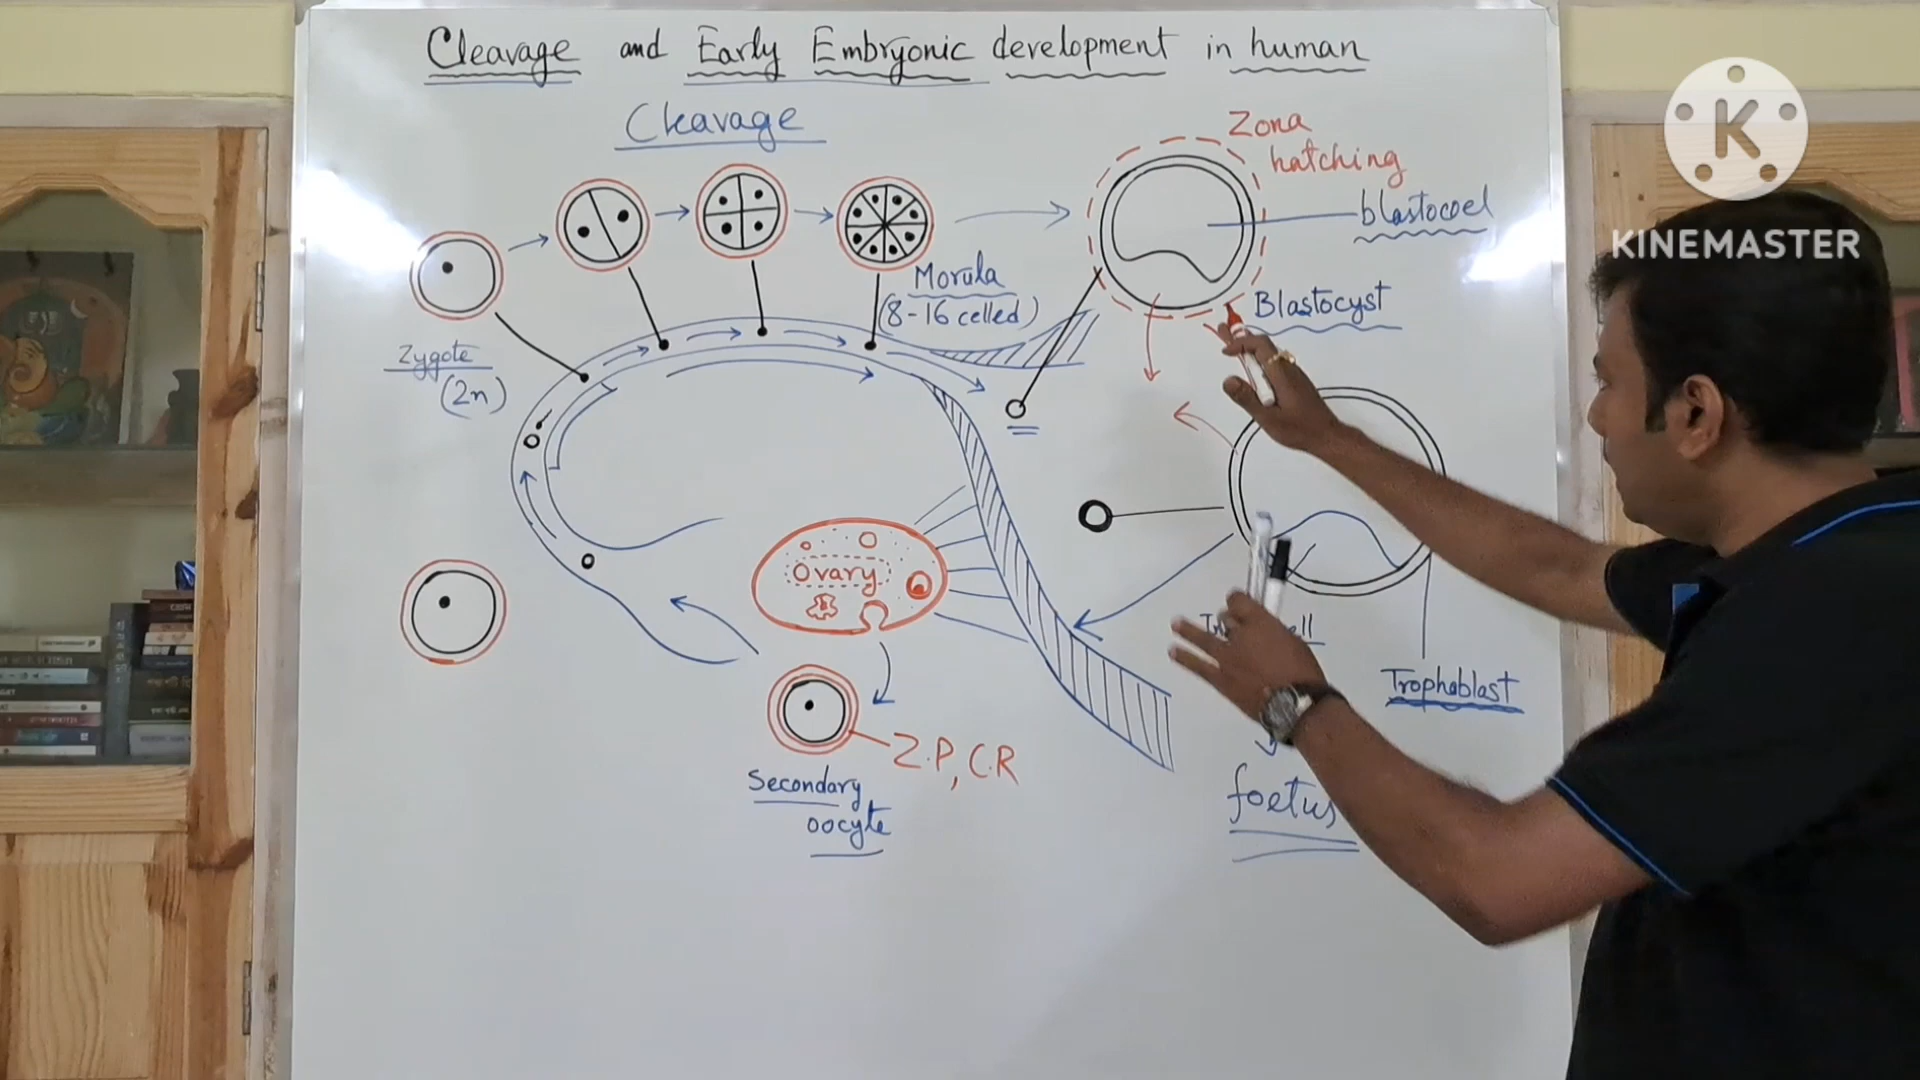 Cleavage and Early Embryonic development in human
Cleavage
Zona
hatching
blastocoel
Blastocyst
Morula
(8-16 celled)
Zygote
(2n)
Ovary
Z.P, C.R
Secondary
oocyte
Trophoblast
foetus
K
KINEMASTER